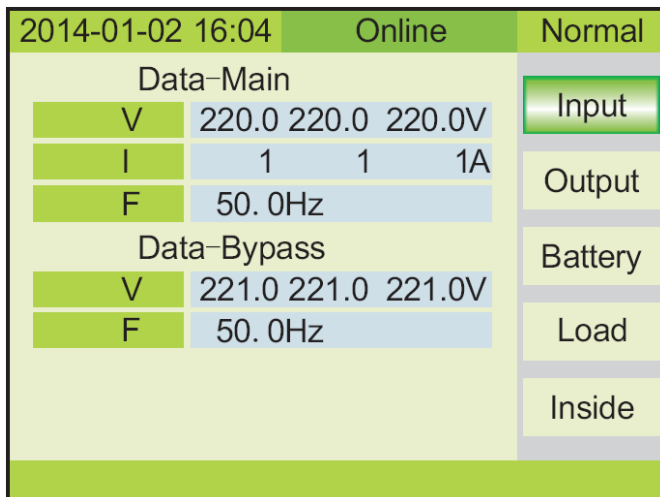 2014-01-02 16:04 Online Normal
Data-Main
V 220.0 220.0 220.0V
I 1 1 1A
F 50. 0Hz
Data-Bypass
V 221.0 221.0 221.0V
F 50. 0Hz
Input
Output
Battery
Load
Inside